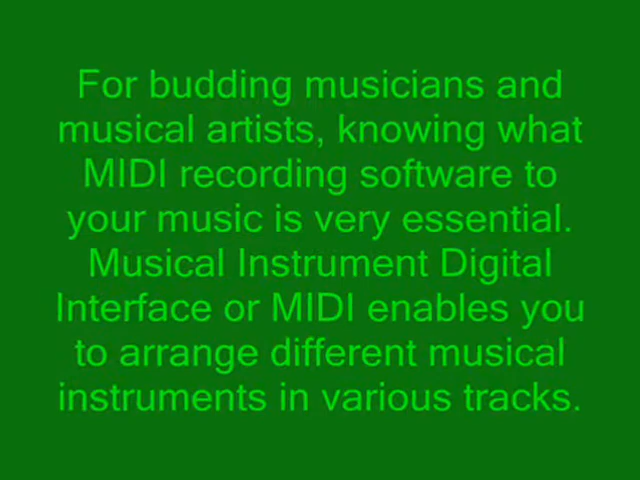 For budding musicians and
musical artists, knowing what
MIDI recording software to
your music is very essential.
Musical Instrument Digital
Interface or MIDI enables you
to arrange different musical
instruments in various tracks.